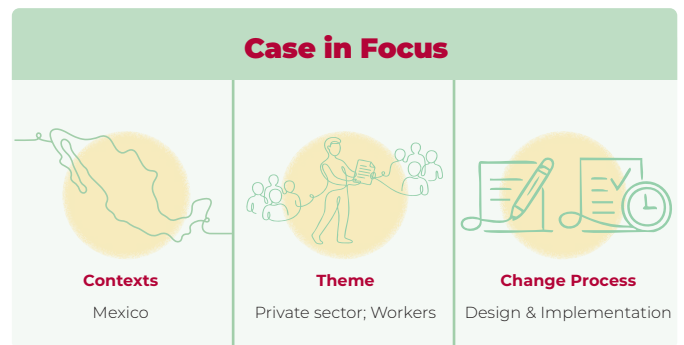 Case in Focus
Contexts
Mexico
Theme
Private sector; Workers
Change Process
Design & Implementation